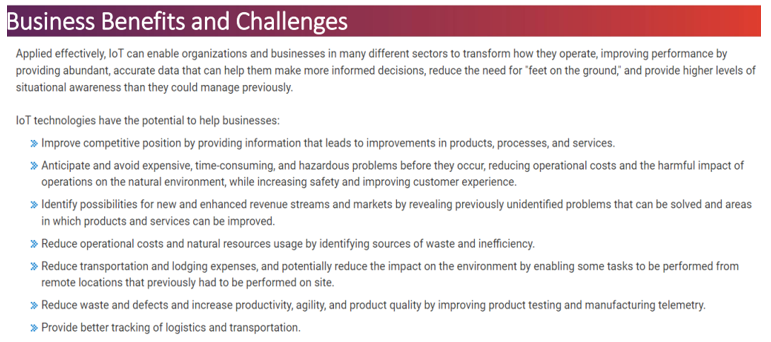 Business Benefits and Challenges
Applied effectively, IoT can enable organizations and businesses in many different sectors to transform how they operate, improving performance by
providing abundant, accurate data that can help them make more informed decisions, reduce the need for "feet on the ground," and provide higher levels of
situational awareness than they could manage previously.
IoT technologies have the potential to help businesses:
» Improve competitive position by providing information that leads to improvements in products, processes, and services.
» Anticipate and avoid expensive, time-consuming, and hazardous problems before they occur, reducing operational costs and the harmful impact of
operations on the natural environment, while increasing safety and improving customer experience.
» Identify possibilities for new and enhanced revenue streams and markets by revealing previously unidentified problems that can be solved and areas
in which products and services can be improved.
» Reduce operational costs and natural resources usage by identifying sources of waste and inefficiency.
» Reduce transportation and lodging expenses, and potentially reduce the impact on the environment by enabling some tasks to be performed from
remote locations that previously had to be performed on site.
» Reduce waste and defects and increase productivity, agility, and product quality by improving product testing and manufacturing telemetry.
» Provide better tracking of logistics and transportation.